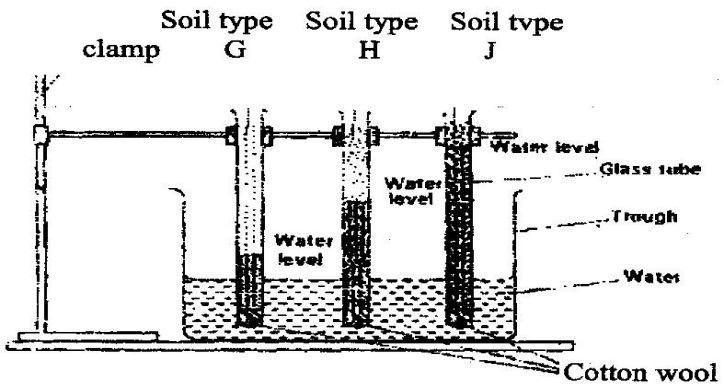 Soil type Soil type Soil tvpe
clamp G H J
Water level
Glass tube
Water
level
Trough
Water
level
Water
Cotton wool